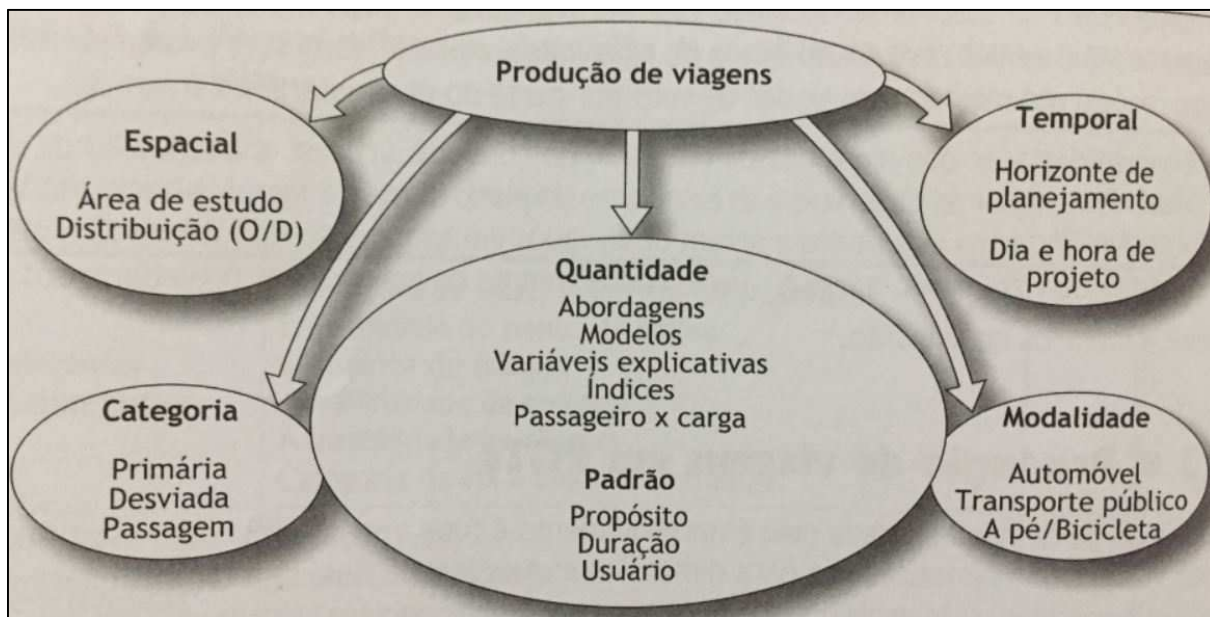 Produção de viagens
Espacial
Área de estudo
Distribuição (O/D)
Temporal
Horizonte de
planejamento
Dia e hora de
projeto
Categoria
Primária
Desviada
Passagem
Quantidade
Abordagens
Modelos
Variáveis explicativas
Índices
Passageiro x carga
Padrão
Propósito
Duração
Usuário
Modalidade
Automóvel
Transporte público
A pé/Bicicleta